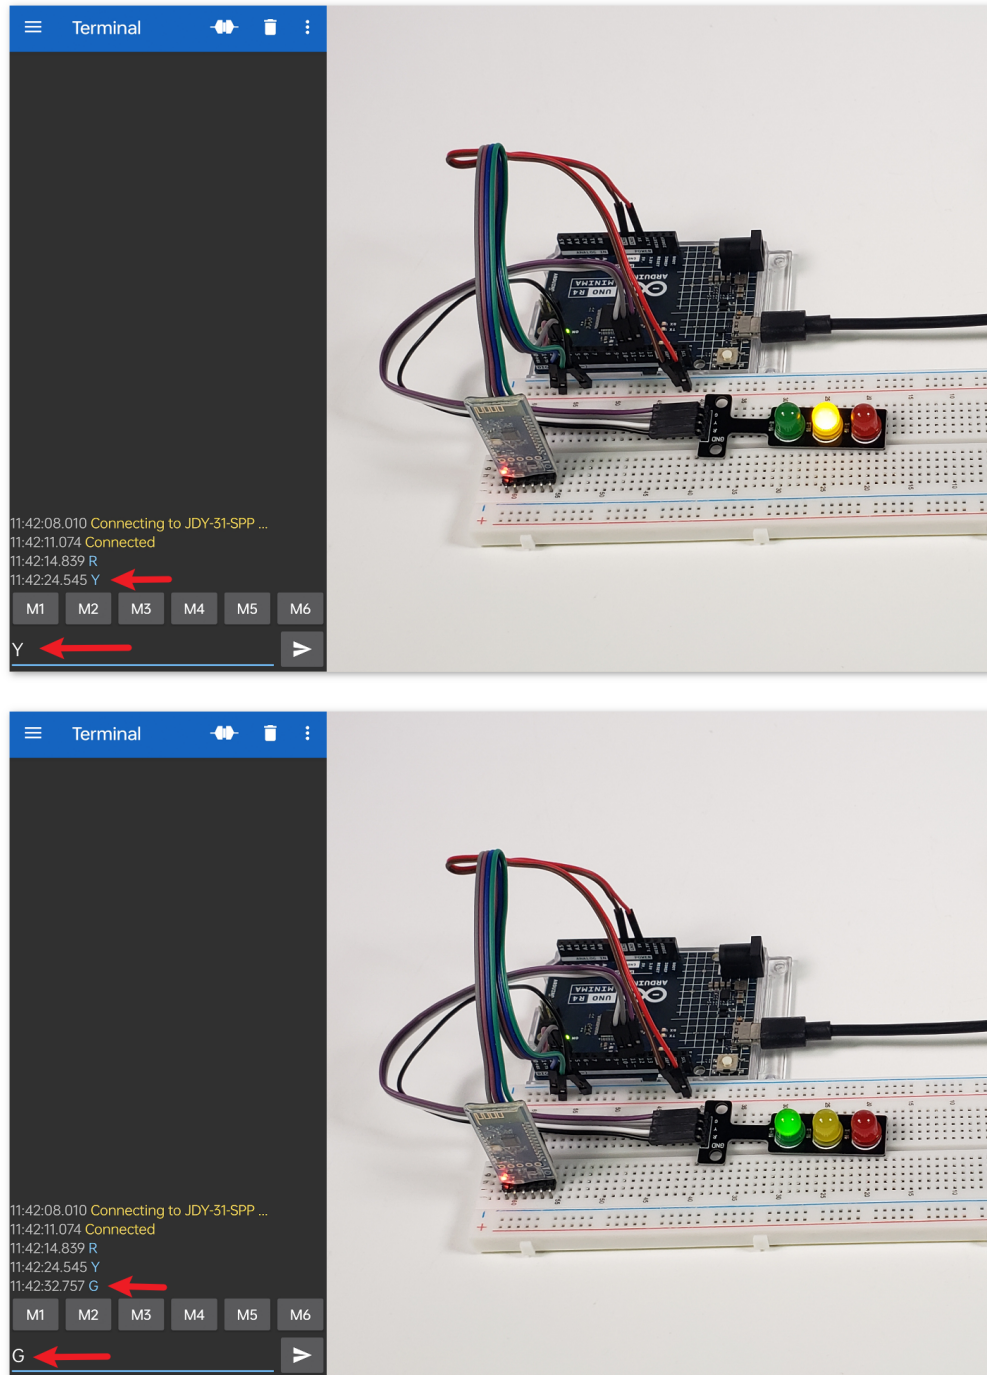 Terminal
11:42:08.010 Connecting to JDY-31-SPP ...
11:42:11.074 Connected
11:42:14.839 R
11:42:24.545 Y
M1 M2 M3 M4 M5 M6
Y
ARDUINO
UNO R4
MINIMA
GND
Terminal
11:42:08.010 Connecting to JDY-31-SPP ...
11:42:11.074 Connected
11:42:14.839 R
11:42:24.545 Y
11:42:32.757 G
M1 M2 M3 M4 M5 M6
G
ARDUINO
UNO R4
MINIMA
GND